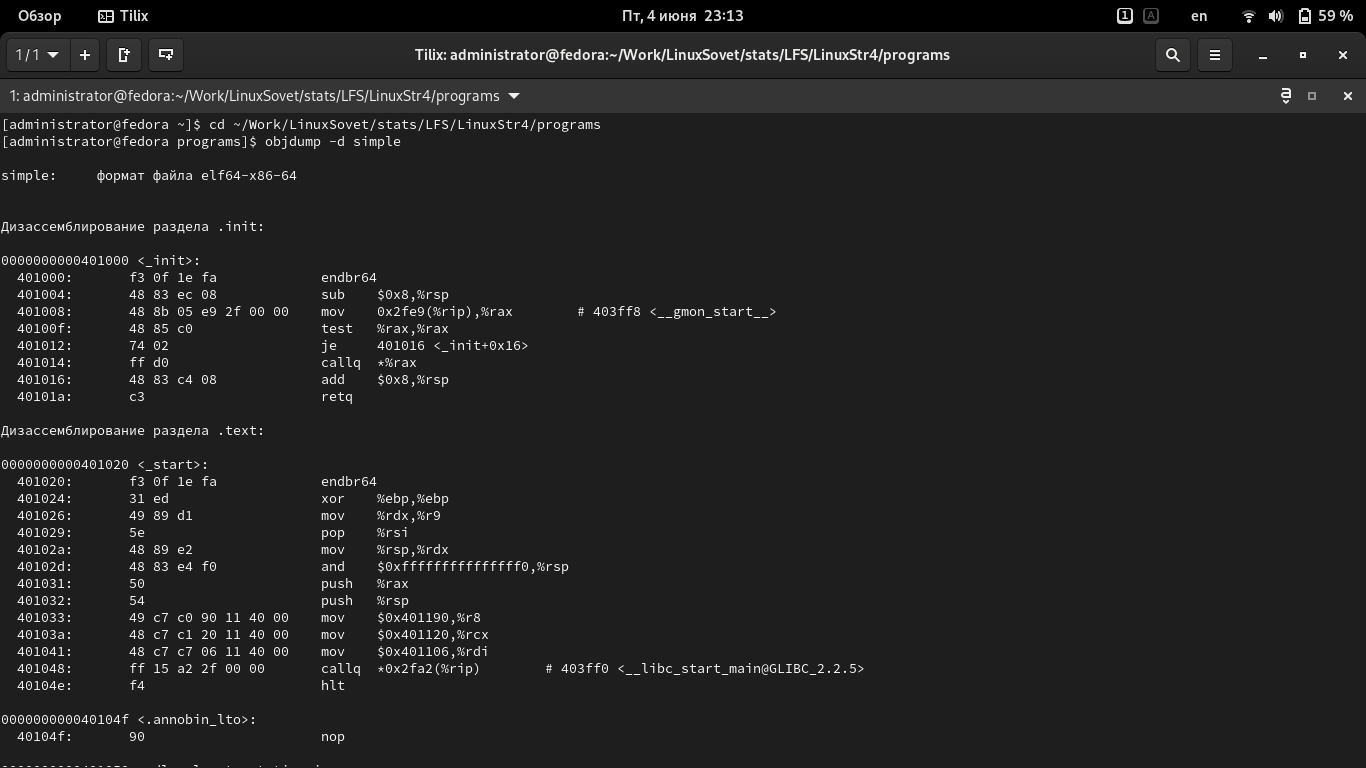 Обзор Tilix Пт, 4 июня 23:13 1 A en 59 %
1 / 1 Tilix: administrator@fedora:~/Work/LinuxSovet/stats/LFS/LinuxStr4/programs
1: administrator@fedora:~/Work/LinuxSovet/stats/LFS/LinuxStr4/programs
[administrator@fedora ~]$ cd ~/Work/LinuxSovet/stats/LFS/LinuxStr4/programs
[administrator@fedora programs]$ objdump -d simple
simple:     формат файла elf64-x86-64
Дизассемблирование раздела .init:
0000000000401000 <_init>:
  401000:       f3 0f 1e fa             endbr64
  401004:       48 83 ec 08             sub    $0x8,%rsp
  401008:       48 8b 05 e9 2f 00 00    mov    0x2fe9(%rip),%rax        # 403ff8 <__gmon_start__>
  40100f:       48 85 c0                test   %rax,%rax
  401012:       74 02                   je     401016 <_init+0x16>
  401014:       ff d0                   callq  *%rax
  401016:       48 83 c4 08             add    $0x8,%rsp
  40101a:       c3                      retq
Дизассемблирование раздела .text:
0000000000401020 <_start>:
  401020:       f3 0f 1e fa             endbr64
  401024:       31 ed                   xor    %ebp,%ebp
  401026:       49 89 d1                mov    %rdx,%r9
  401029:       5e                      pop    %rsi
  40102a:       48 89 e2                mov    %rsp,%rdx
  40102d:       48 83 e4 f0             and    $0xfffffffffffffff0,%rsp
  401031:       50                      push   %rax
  401032:       54                      push   %rsp
  401033:       49 c7 c0 90 11 40 00    mov    $0x401190,%r8
  40103a:       48 c7 c1 20 11 40 00    mov    $0x401120,%rcx
  401041:       48 c7 c7 06 11 40 00    mov    $0x401106,%rdi
  401048:       ff 15 a2 2f 00 00       callq  *0x2fa2(%rip)        # 403ff0 <__libc_start_main@GLIBC_2.2.5>
  40104e:       f4                      hlt
000000000040104f <.annobin_lto>:
  40104f:       90                      nop